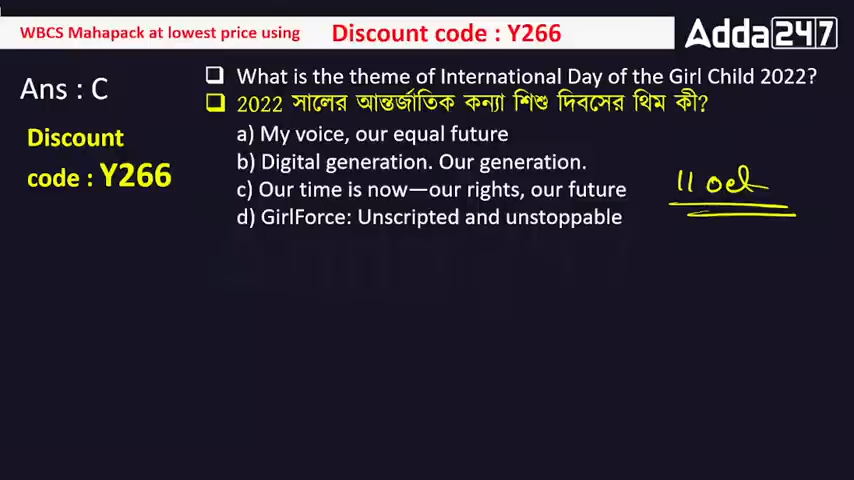 WBCS Mahapack at lowest price using Discount code : Y266
Adda247
Ans : C
Discount
code : Y266
What is the theme of International Day of the Girl Child 2022?
2022 সালের আন্তর্জাতিক কন্যা শিশু দিবসের থিম কী?
a) My voice, our equal future
b) Digital generation. Our generation.
c) Our time is now—our rights, our future
d) GirlForce: Unscripted and unstoppable
11 Oct